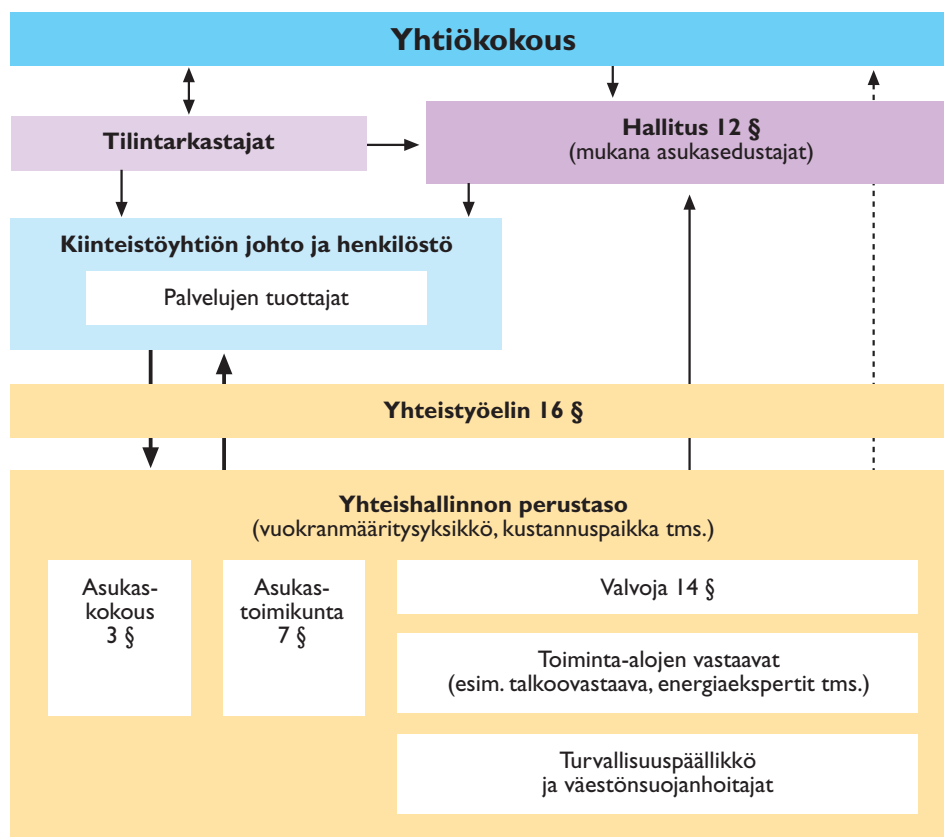 Yhtiökokous
Tilintarkastajat
Hallitus 12 §
(mukana asukasedustajat)
Kiinteistöyhtiön johto ja henkilöstö
Palvelujen tuottajat
Yhteistyöelin 16 §
Yhteishallinnon perustaso
(vuokranmääritysyksikkö, kustannuspaikka tms.)
Asukas-
kokous
3 §
Asukas-
toimikunta
7 §
Valvoja 14 §
Toiminta-alojen vastaavat
(esim. talkoovastaava, energiaekspertit tms.)
Turvallisuuspäällikkö
ja väestönsuojanhoitajat